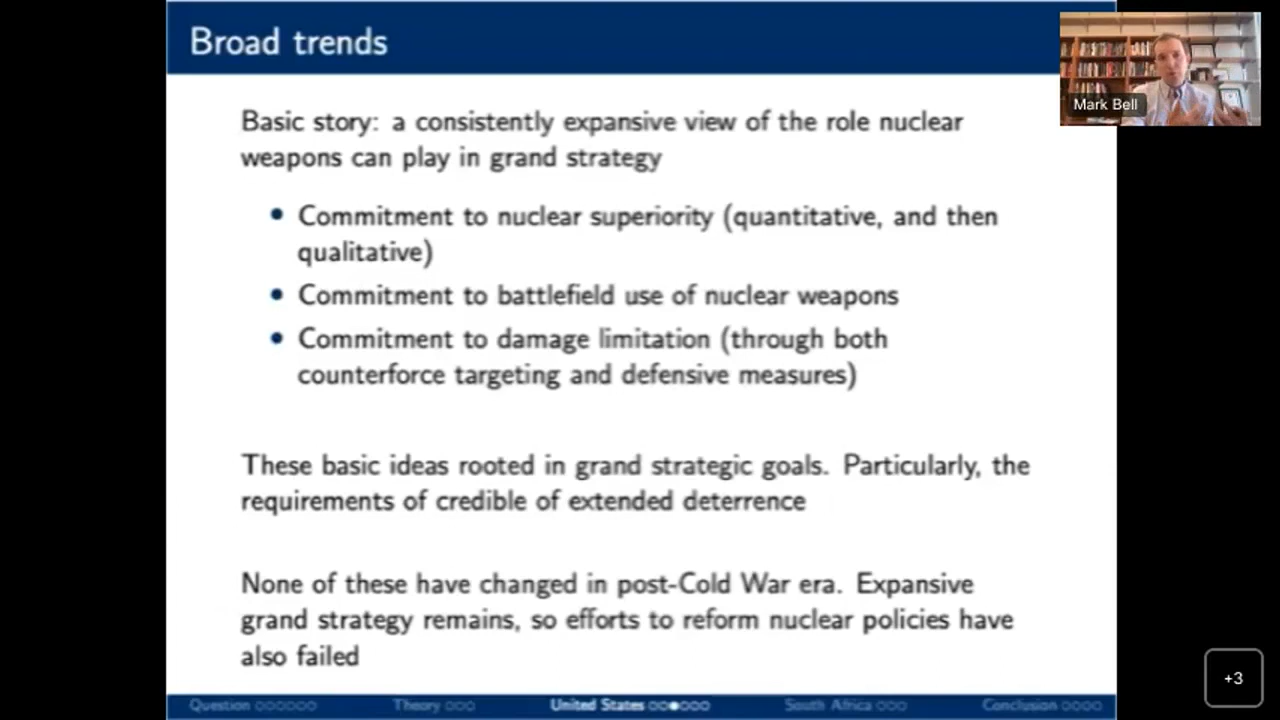 Broad trends
Mark Bell
Basic story: a consistently expansive view of the role nuclear
weapons can play in grand strategy
Commitment to nuclear superiority (quantitative, and then
qualitative)
Commitment to battlefield use of nuclear weapons
Commitment to damage limitation (through both
counterforce targeting and defensive measures)
These basic ideas rooted in grand strategic goals. Particularly, the
requirements of credible of extended deterrence
None of these have changed in post-Cold War era. Expansive
grand strategy remains, so efforts to reform nuclear policies have
also failed
+3
Question Theory United States South Africa Conclusion